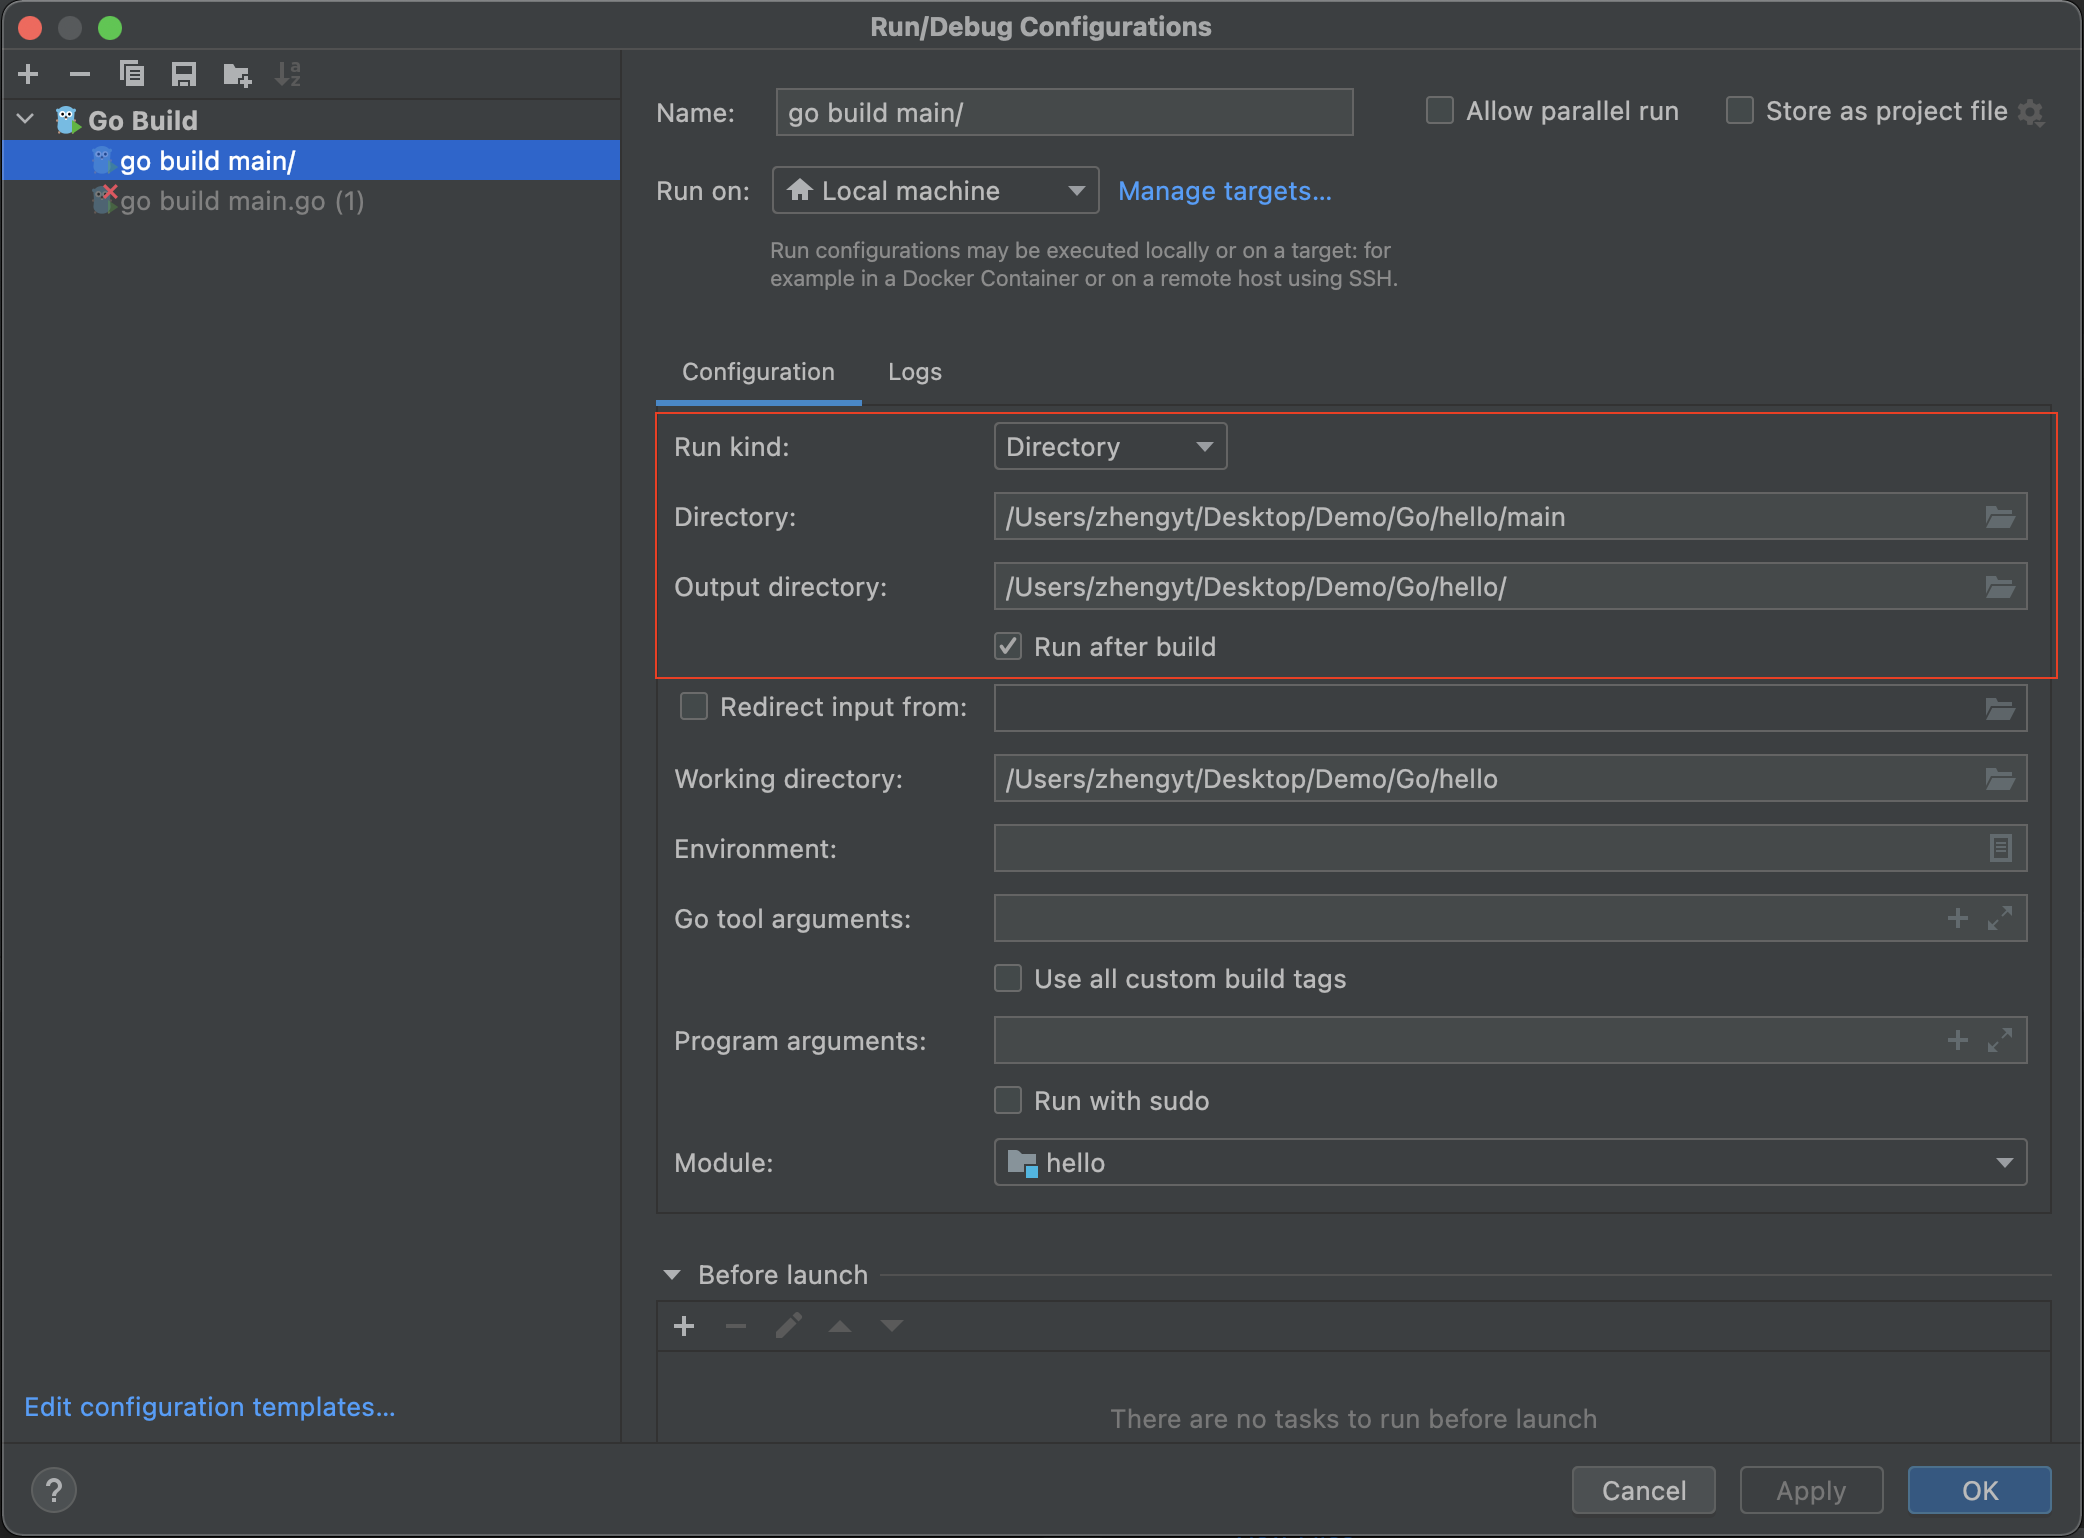 Run/Debug Configurations
Go Build
go build main/
go build main.go (1)
Edit configuration templates...
Name: go build main/ Allow parallel run Store as project file
Run on: Local machine Manage targets...
Run configurations may be executed locally or on a target: for
example in a Docker Container or on a remote host using SSH.
Configuration Logs
Run kind: Directory
Directory: /Users/zhengyt/Desktop/Demo/Go/hello/main
Output directory: /Users/zhengyt/Desktop/Demo/Go/hello/
Run after build
Redirect input from:
Working directory: /Users/zhengyt/Desktop/Demo/Go/hello
Environment:
Go tool arguments:
Use all custom build tags
Program arguments:
Run with sudo
Module: hello
Before launch
There are no tasks to run before launch
? Cancel Apply OK